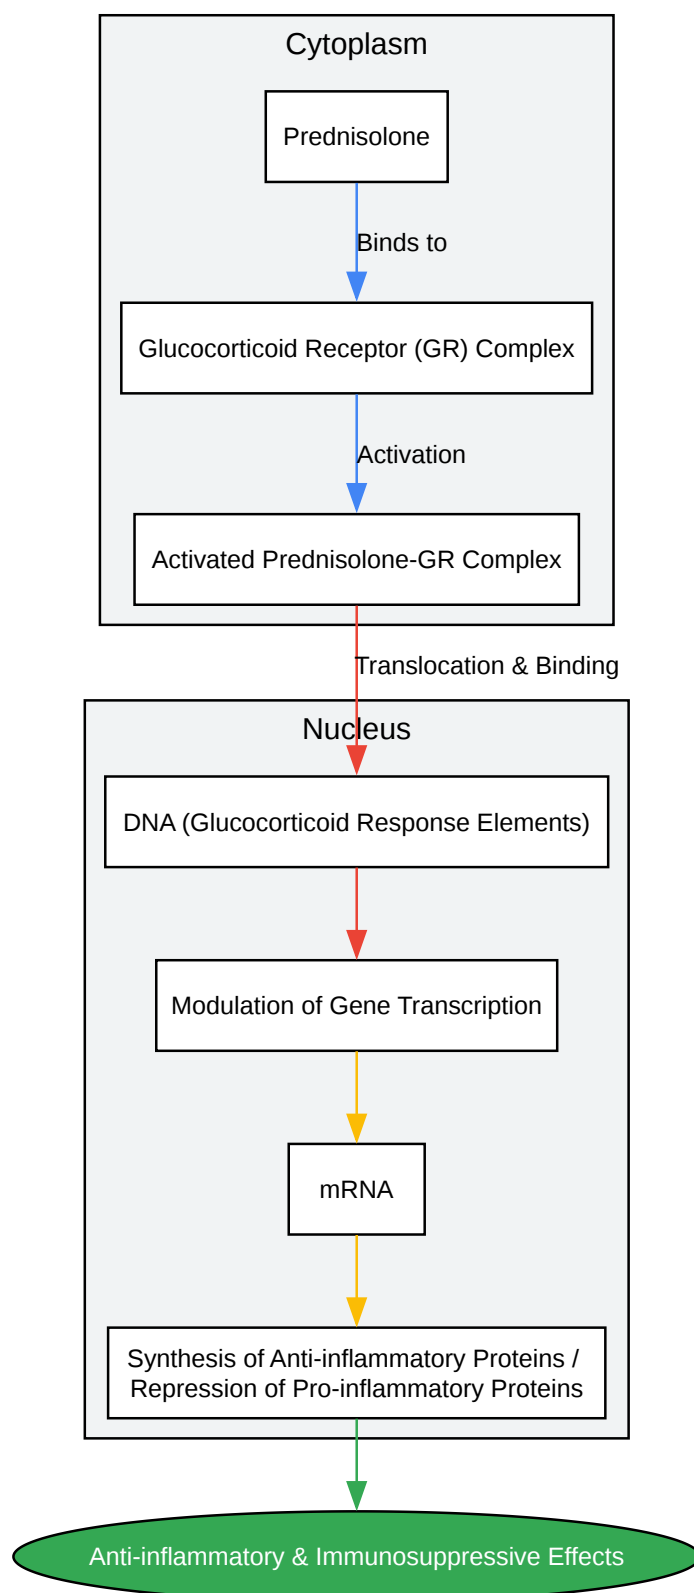 Cytoplasm
Prednisolone
Binds to
Glucocorticoid Receptor (GR) Complex
Activation
Activated Prednisolone-GR Complex
Translocation & Binding
Nucleus
DNA (Glucocorticoid Response Elements)
Modulation of Gene Transcription
mRNA
Synthesis of Anti-inflammatory Proteins /
Repression of Pro-inflammatory Proteins
Anti-inflammatory & Immunosuppressive Effects